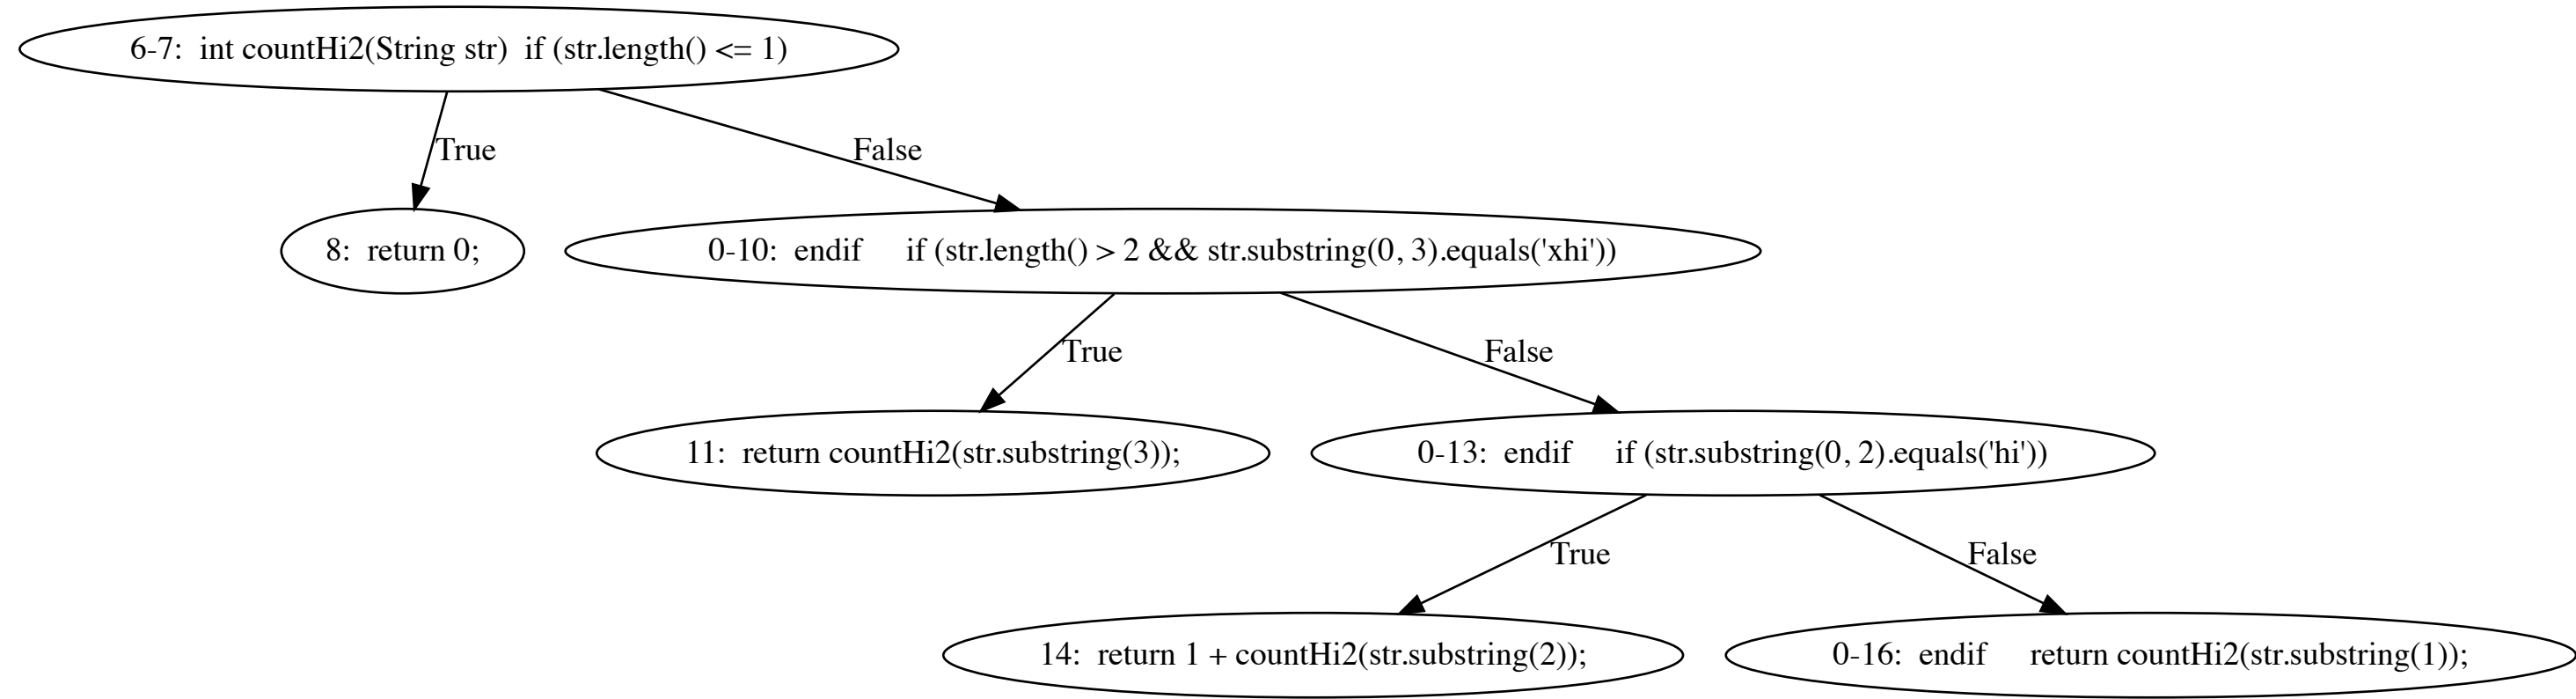 6-7:  int countHi2(String str)  if (str.length() <= 1)
True
False
8:  return 0;
0-10:  endif     if (str.length() > 2 && str.substring(0, 3).equals('xhi'))
True
False
11:  return countHi2(str.substring(3));
0-13:  endif     if (str.substring(0, 2).equals('hi'))
True
False
14:  return 1 + countHi2(str.substring(2));
0-16:  endif     return countHi2(str.substring(1));